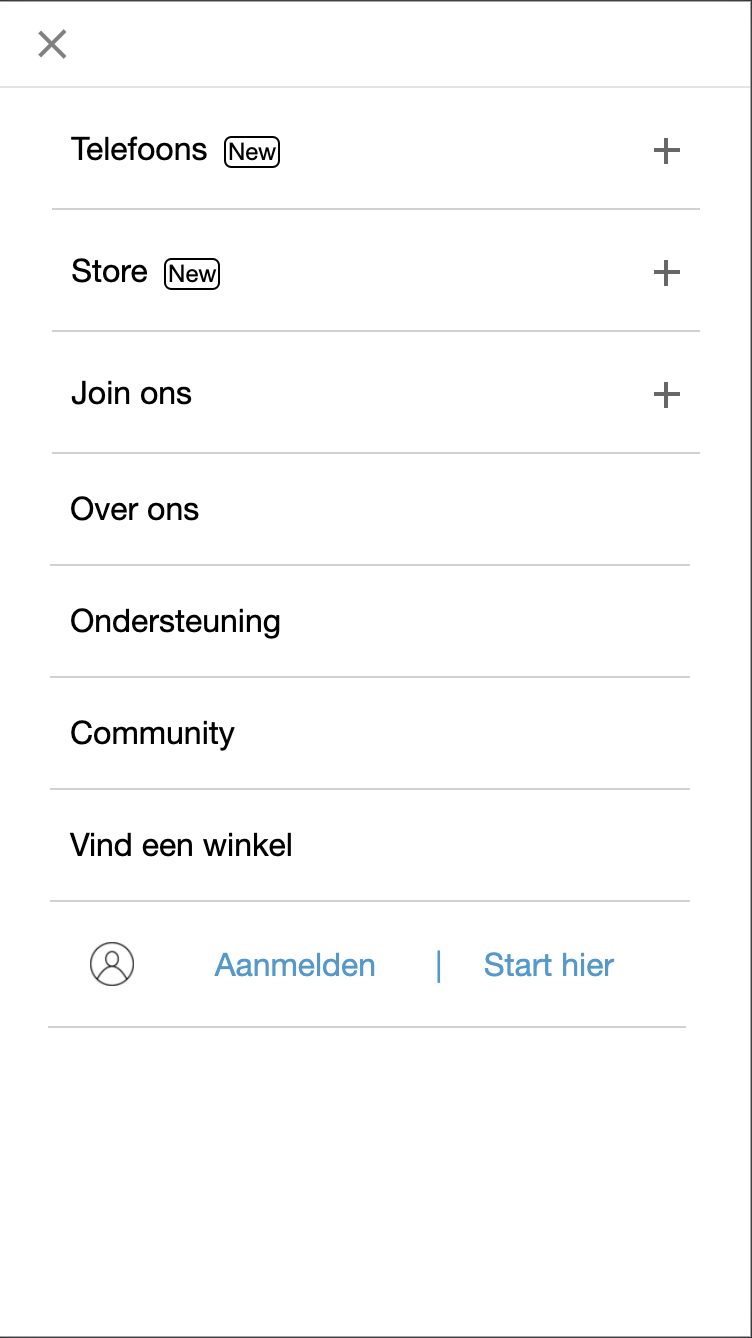 Telefoons New
Store New
Join ons
Over ons
Ondersteuning
Community
Vind een winkel
Aanmelden | Start hier